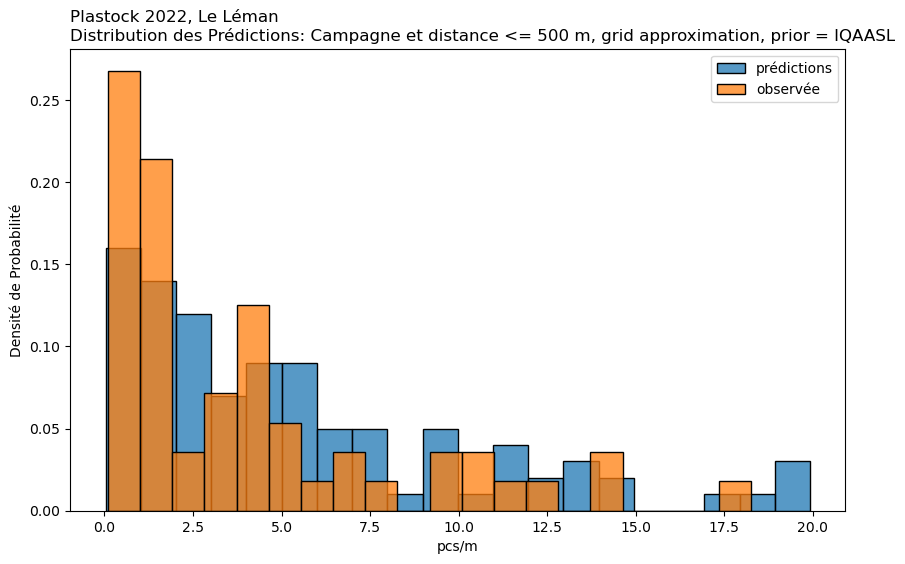 Plastock 2022, Le Léman
Distribution des Prédictions: Campagne et distance <= 500 m, grid approximation, prior = IQAASL
prédictions
observée
Densité de Probabilité
0.25
0.20
0.15
0.10
0.05
0.00
0.0 2.5 5.0 7.5 10.0 12.5 15.0 17.5 20.0
pcs/m